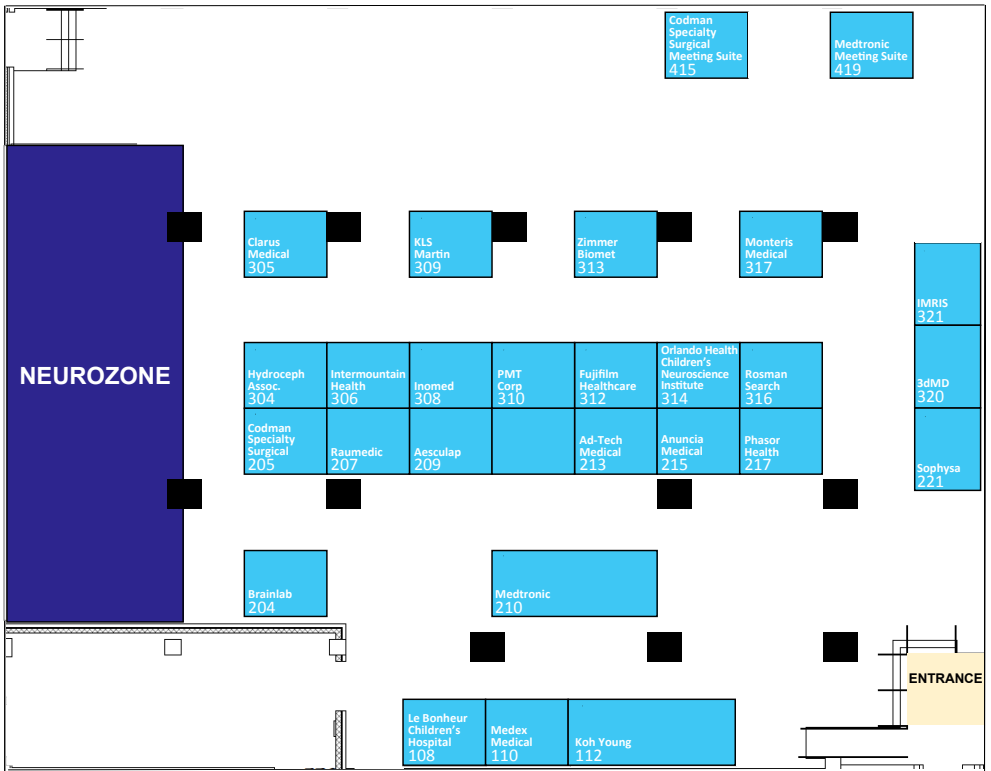 Codman
Specialty
Surgical
Meeting Suite
415
Medtronic
Meeting Suite
419
Clarus
Medical
305
KLS
Martin
309
Zimmer
Biomet
313
Monteris
Medical
317
IMRIS
321
NEUROZONE
Hydroceph
Assoc.
304
Intermountain
Health
306
Inomed
308
PMT
Corp
310
Fujifilm
Healthcare
312
Orlando Health
Children's
Neuroscience
Institute
314
Rosman
Search
316
3dMD
320
Codman
Specialty
Surgical
205
Raumedic
207
Aesculap
209
Ad-Tech
Medical
213
Anuncia
Medical
215
Phasor
Health
217
Sophysa
221
Brainlab
204
Medtronic
210
ENTRANCE
Le Bonheur
Children's
Hospital
108
Medex
Medical
110
Koh Young
112